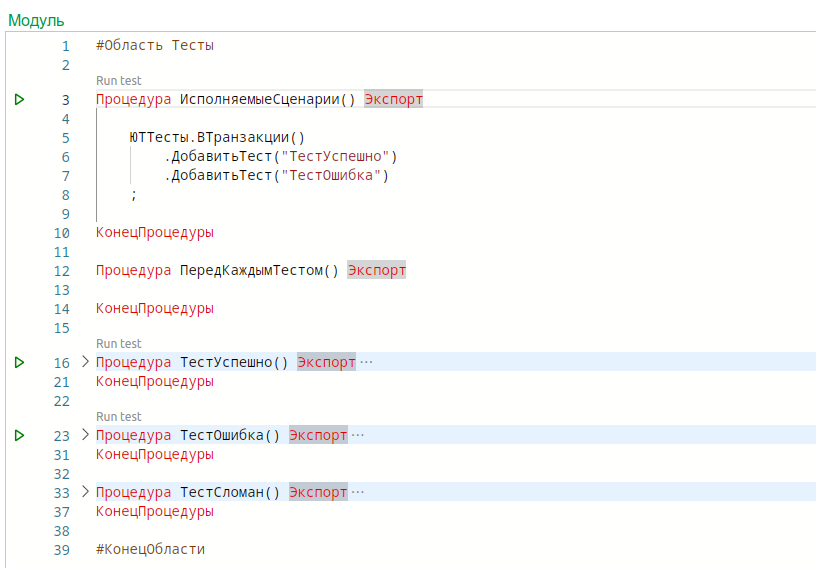 Модуль
1 #Область Тесты
2
Run test
3 Процедура ИсполняемыеСценарии() Экспорт
4
5 ЮТТесты.ВТранзакции()
6 .ДобавитьТест("ТестУспешно")
7 .ДобавитьТест("ТестОшибка")
8 ;
9
10 КонецПроцедуры
11
12 Процедура ПередКаждымТестом() Экспорт
13
14 КонецПроцедуры
15
Run test
16 Процедура ТестУспешно() Экспорт ···
21 КонецПроцедуры
22
Run test
23 Процедура ТестОшибка() Экспорт ···
31 КонецПроцедуры
32
33 Процедура ТестСломан() Экспорт ···
37 КонецПроцедуры
38
39 #КонецОбласти